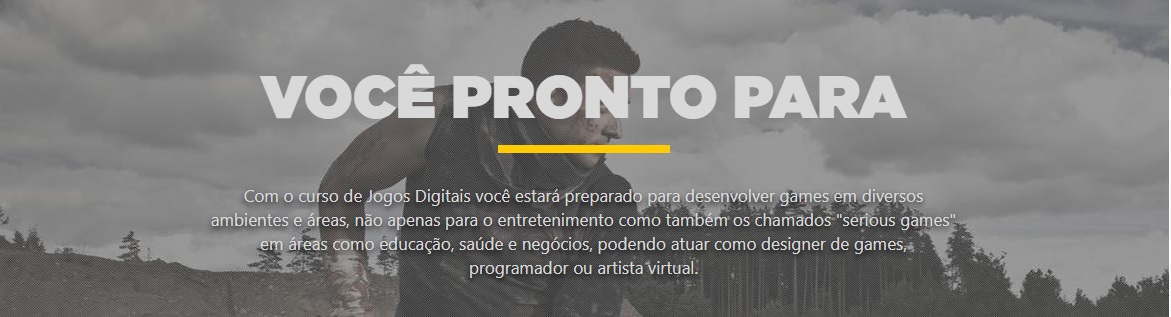 VOCÊ PRONTO PARA
Com o curso de Jogos Digitais você estará preparado para desenvolver games em diversos
ambientes e áreas, não apenas para o entretenimento como também os chamados "serious games"
em áreas como educação, saúde e negócios, podendo atuar como designer de games,
programador ou artista virtual.